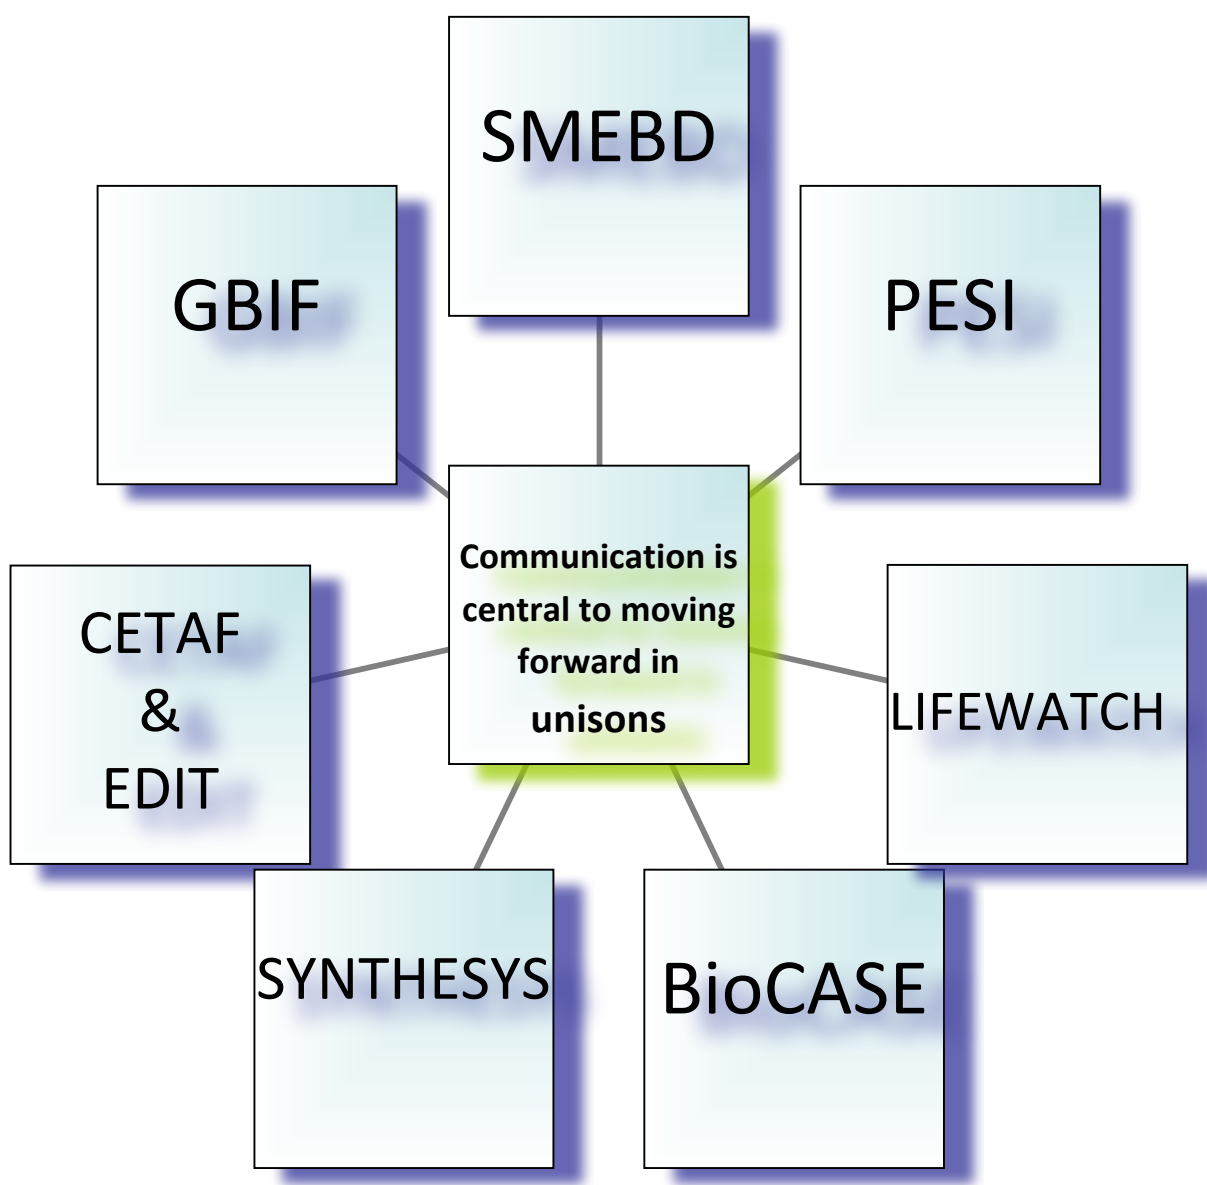 SMEBD
GBIF
PESI
Communication is
central to moving
forward in
unisons
CETAF
&
EDIT
LIFEWATCH
SYNTHESYS
BioCASE